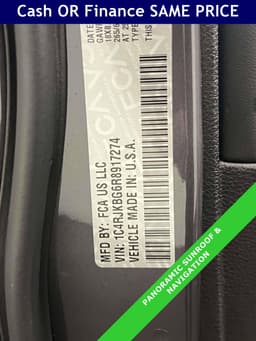 Cash OR Finance SAME PRICE
MFD BY: FCA US LLC
VIN: 1C4RJKBG6R8917274
VEHICLE MADE IN U.S.A.
PANORAMIC SUNROOF &
NAVIGATION